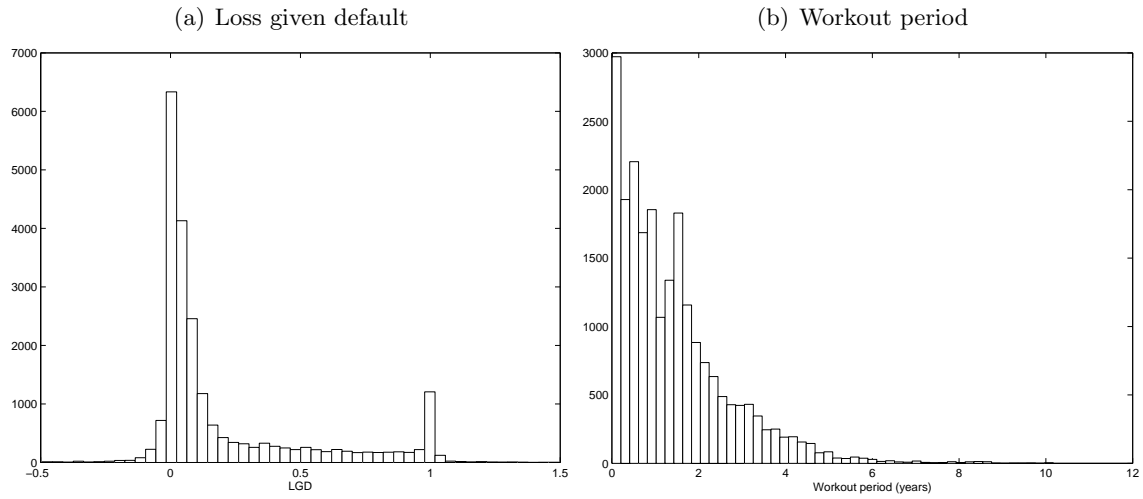 (a) Loss given default
7000
6000
5000
4000
3000
2000
1000
0
−0.5 0 0.5 1 1.5
LGD
(b) Workout period
3000
2500
2000
1500
1000
500
0
0 2 4 6 8 10 12
Workout period (years)